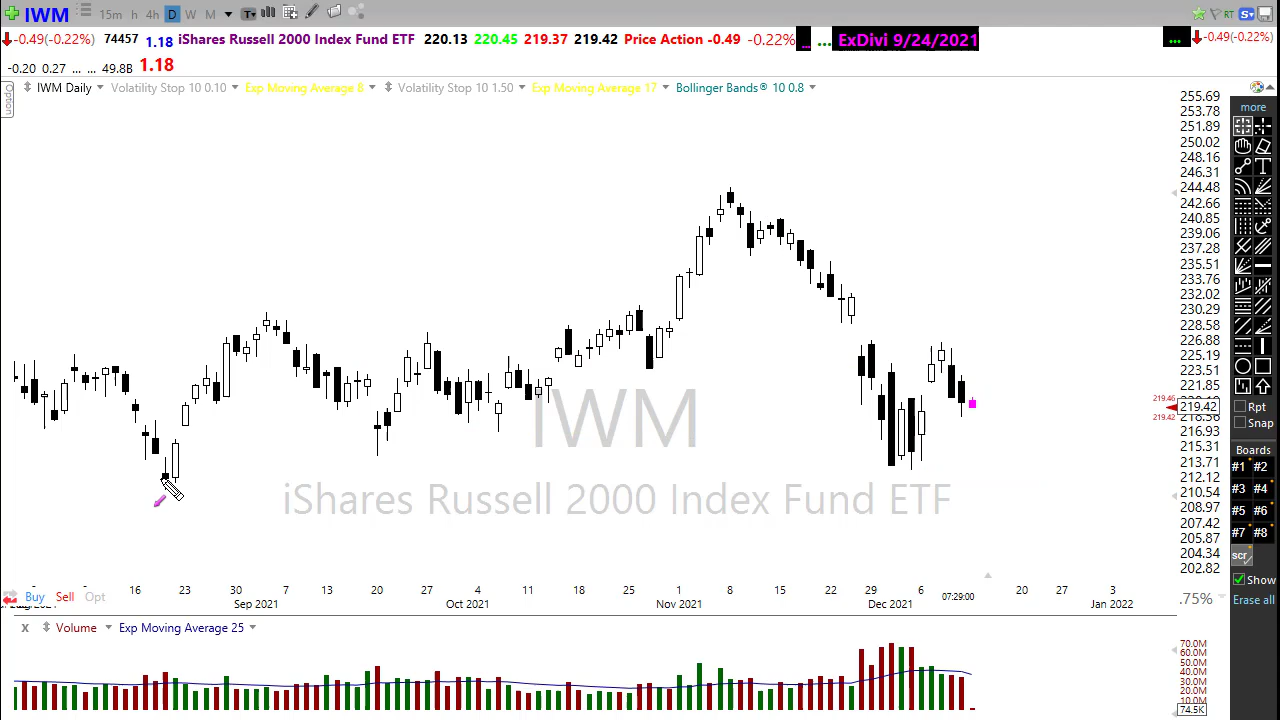 IWM 15m h 4h D W M T RT S
-0.49(-0.22%) 74457 1.18 iShares Russell 2000 Index Fund ETF 220.13 220.45 219.37 219.42 Price Action -0.49 -0.22% ... ... ExDivi 9/24/2021 ... -0.49(-0.22%)
-0.20 0.27 ... ... 49.8B 1.18
Option IWM Daily Volatility Stop 10 0.10 Exp Moving Average 8 Volatility Stop 10 1.50 Exp Moving Average 17 Bollinger Bands® 10 0.8
255.69
253.78
251.89
250.02
248.16
246.31
244.48
242.66
240.85
239.06
237.28
235.51
233.76
232.02
230.29
228.58
226.88
225.19
223.51
221.85
219.46
219.42
219.42
216.93
215.31
213.71
212.12
210.54
208.97
207.42
205.87
204.34
202.82
IWM
iShares Russell 2000 Index Fund ETF
more
T
Rpt
Snap
Boards
#1 #2
#3 #4
#5 #6
#7 #8
scr
Show
Erase all
16 23 30 7 13 20 27 4 11 18 25 1 8 15 22 29 6 07:29:00 20 27 3
Sep 2021 Oct 2021 Nov 2021 Dec 2021 Jan 2022
Buy Sell Opt .75%
x Volume Exp Moving Average 25
70.0M
60.0M
50.0M
40.0M
30.0M
20.0M
10.0M
74.5K